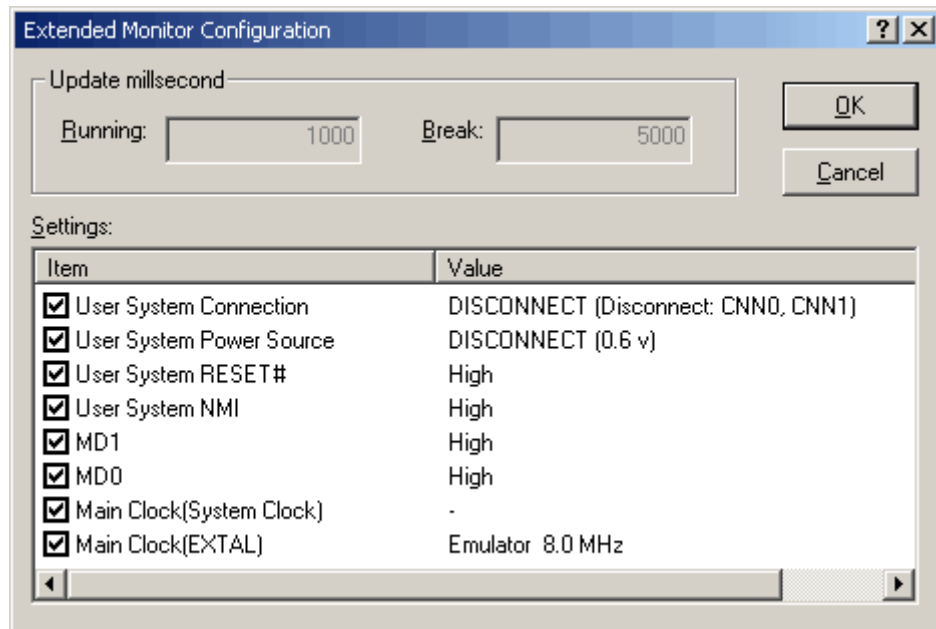 Extended Monitor Configuration
Update millsecond
Running: 1000 Break: 5000
OK
Cancel
Settings:
Item Value
User System Connection DISCONNECT (Disconnect: CNN0, CNN1)
User System Power Source DISCONNECT (0.6 v)
User System RESET# High
User System NMI High
MD1 High
MD0 High
Main Clock(System Clock) -
Main Clock(EXTAL) Emulator 8.0 MHz